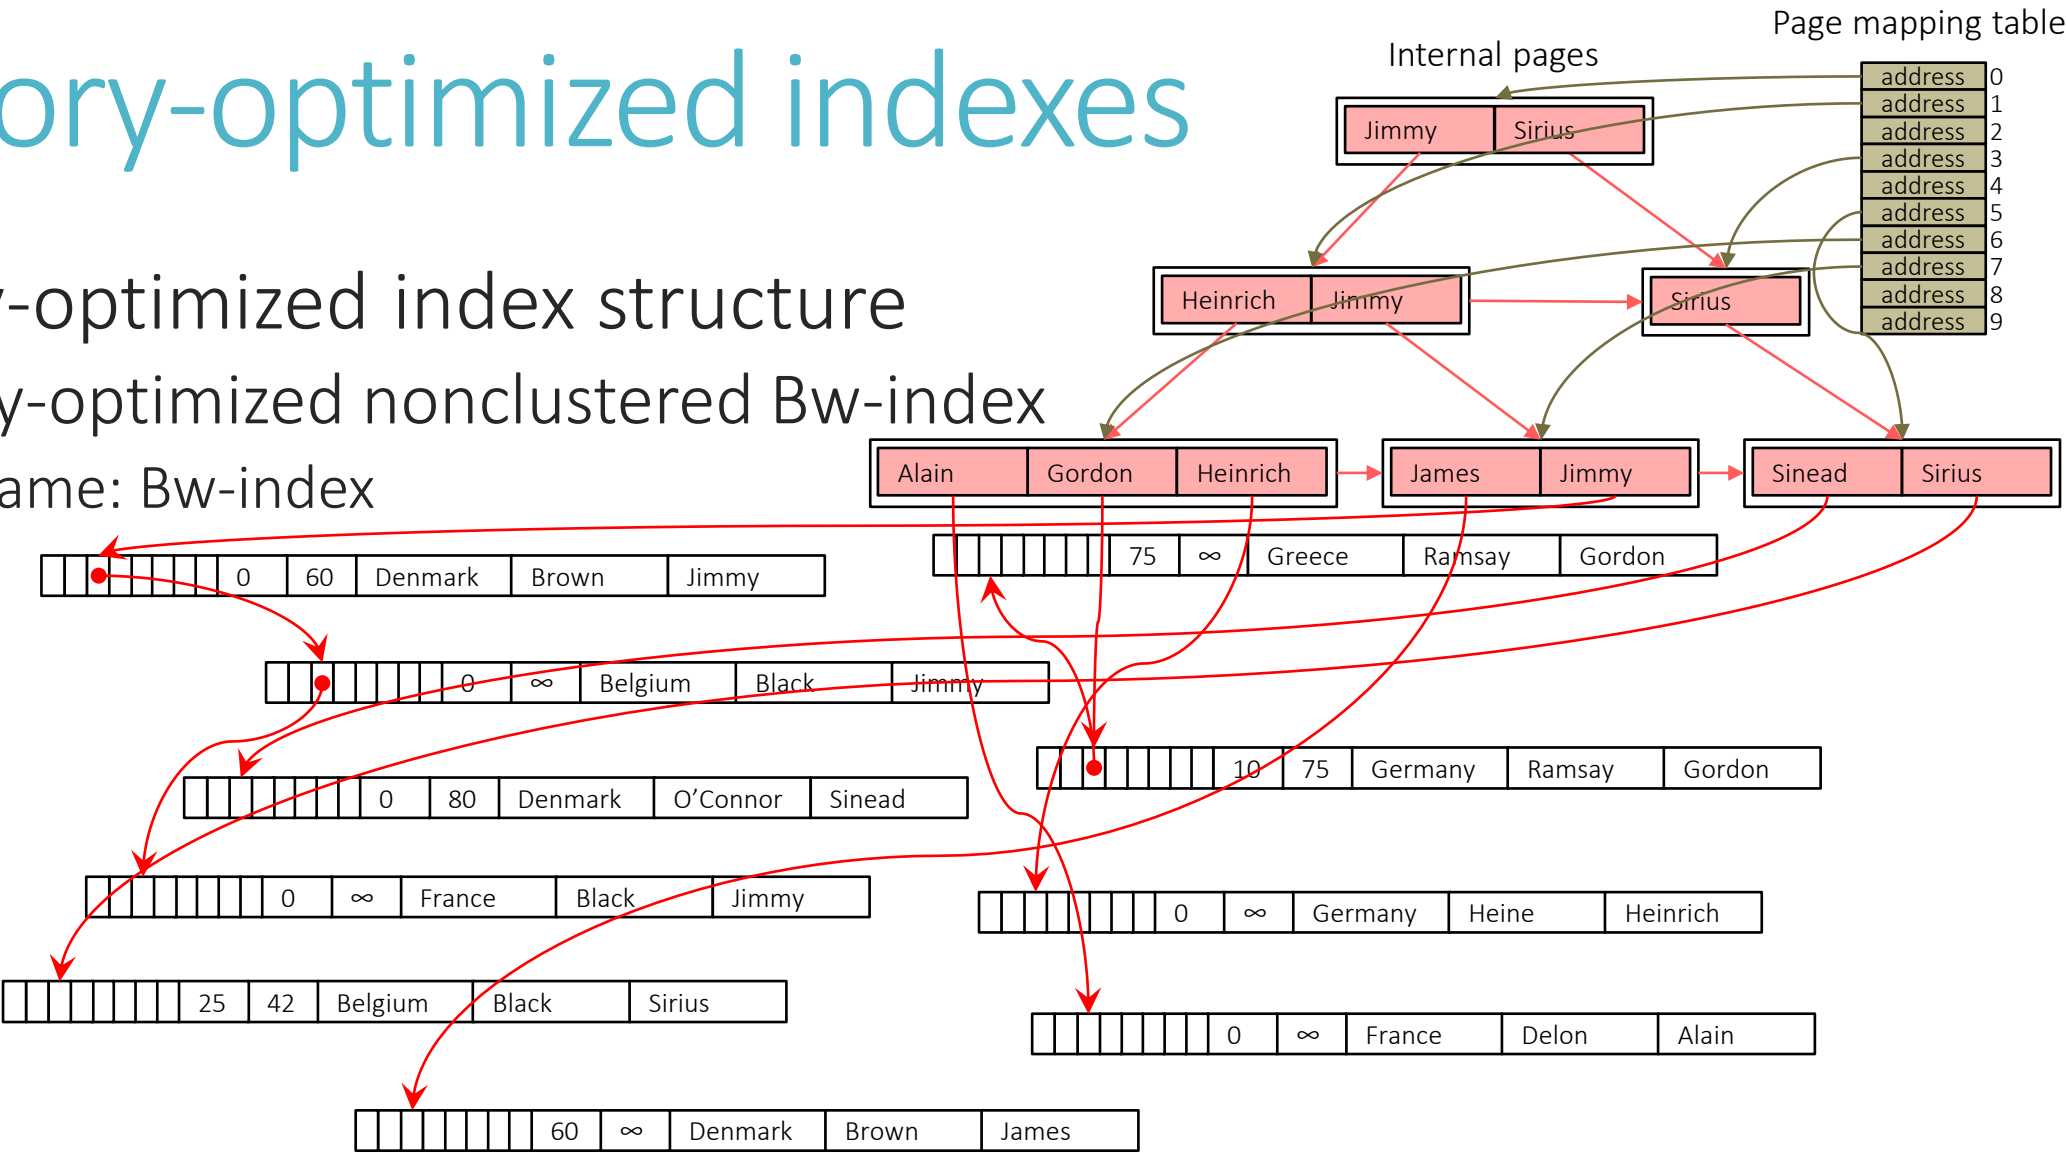 Page mapping table
Internal pages
ory-optimized indexes
address 0
address 1
address 2
address 3
address 4
address 5
address 6
address 7
address 8
address 9
Jimmy Sirius
Heinrich Jimmy
Sirius
y-optimized index structure
y-optimized nonclustered Bw-index
ame: Bw-index
Alain Gordon Heinrich
James Jimmy
Sinead Sirius
75 ∞ Greece Ramsay Gordon
0 60 Denmark Brown Jimmy
0 ∞ Belgium Black Jimmy
10 75 Germany Ramsay Gordon
0 80 Denmark O’Connor Sinead
0 ∞ France Black Jimmy
0 ∞ Germany Heine Heinrich
25 42 Belgium Black Sirius
0 ∞ France Delon Alain
60 ∞ Denmark Brown James